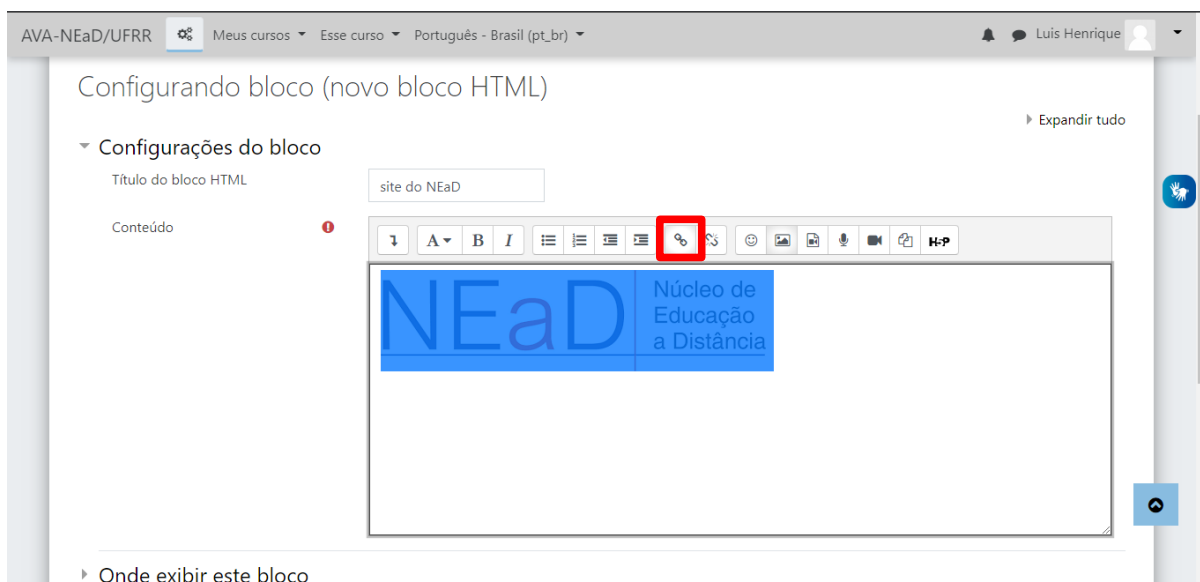 AVA-NEaD/UFRR Meus cursos Esse curso Português - Brasil (pt_br) Luis Henrique
Configurando bloco (novo bloco HTML)
Expandir tudo
Configurações do bloco
Título do bloco HTML site do NEaD
Conteúdo
A B I H-P
NEaD Núcleo de
Educação
a Distância
Onde exibir este bloco